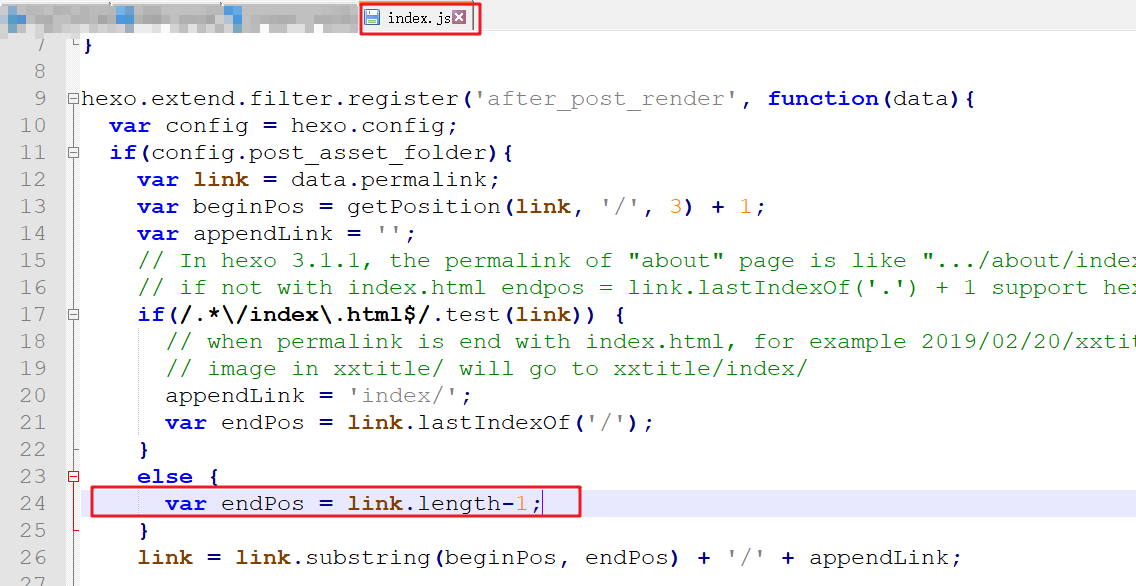 index.js
7 }
8
9 hexo.extend.filter.register('after_post_render', function(data){
10 var config = hexo.config;
11 if(config.post_asset_folder){
12 var link = data.permalink;
13 var beginPos = getPosition(link, '/', 3) + 1;
14 var appendLink = '';
15 // In hexo 3.1.1, the permalink of "about" page is like ".../about/index
16 // if not with index.html endpos = link.lastIndexOf('.') + 1 support hex
17 if(/.*\/index\.html$/.test(link)) {
18 // when permalink is end with index.html, for example 2019/02/20/xxtit
19 // image in xxtitle/ will go to xxtitle/index/
20 appendLink = 'index/';
21 var endPos = link.lastIndexOf('/');
22 }
23 else {
24 var endPos = link.length-1;
25 }
26 link = link.substring(beginPos, endPos) + '/' + appendLink;
27